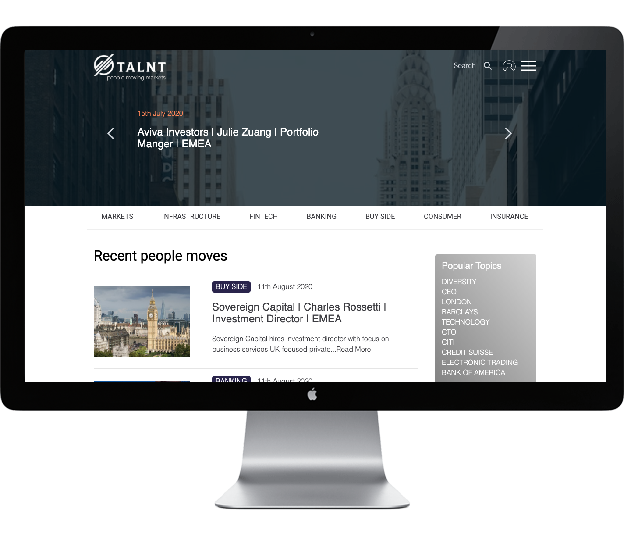 TALNT
people moving markets
Search
15th July 2020
Aviva Investors | Julie Zuang | Portfolio
Manger | EMEA
MARKETS INFRASTRUCTURE FINTECH BANKING BUY SIDE CONSUMER INSURANCE
Recent people moves
BUY SIDE 11th August 2020
Sovereign Capital | Charles Rossetti |
Investment Director | EMEA
Sovereign Capital hires investment director with focus on
business services UK-focused private...Read More
BANKING 11th August 2020
Popular Topics
DIVERSITY
CEO
LONDON
BARCLAYS
TECHNOLOGY
CTO
CITI
CREDIT SUISSE
ELECTRONIC TRADING
BANK OF AMERICA